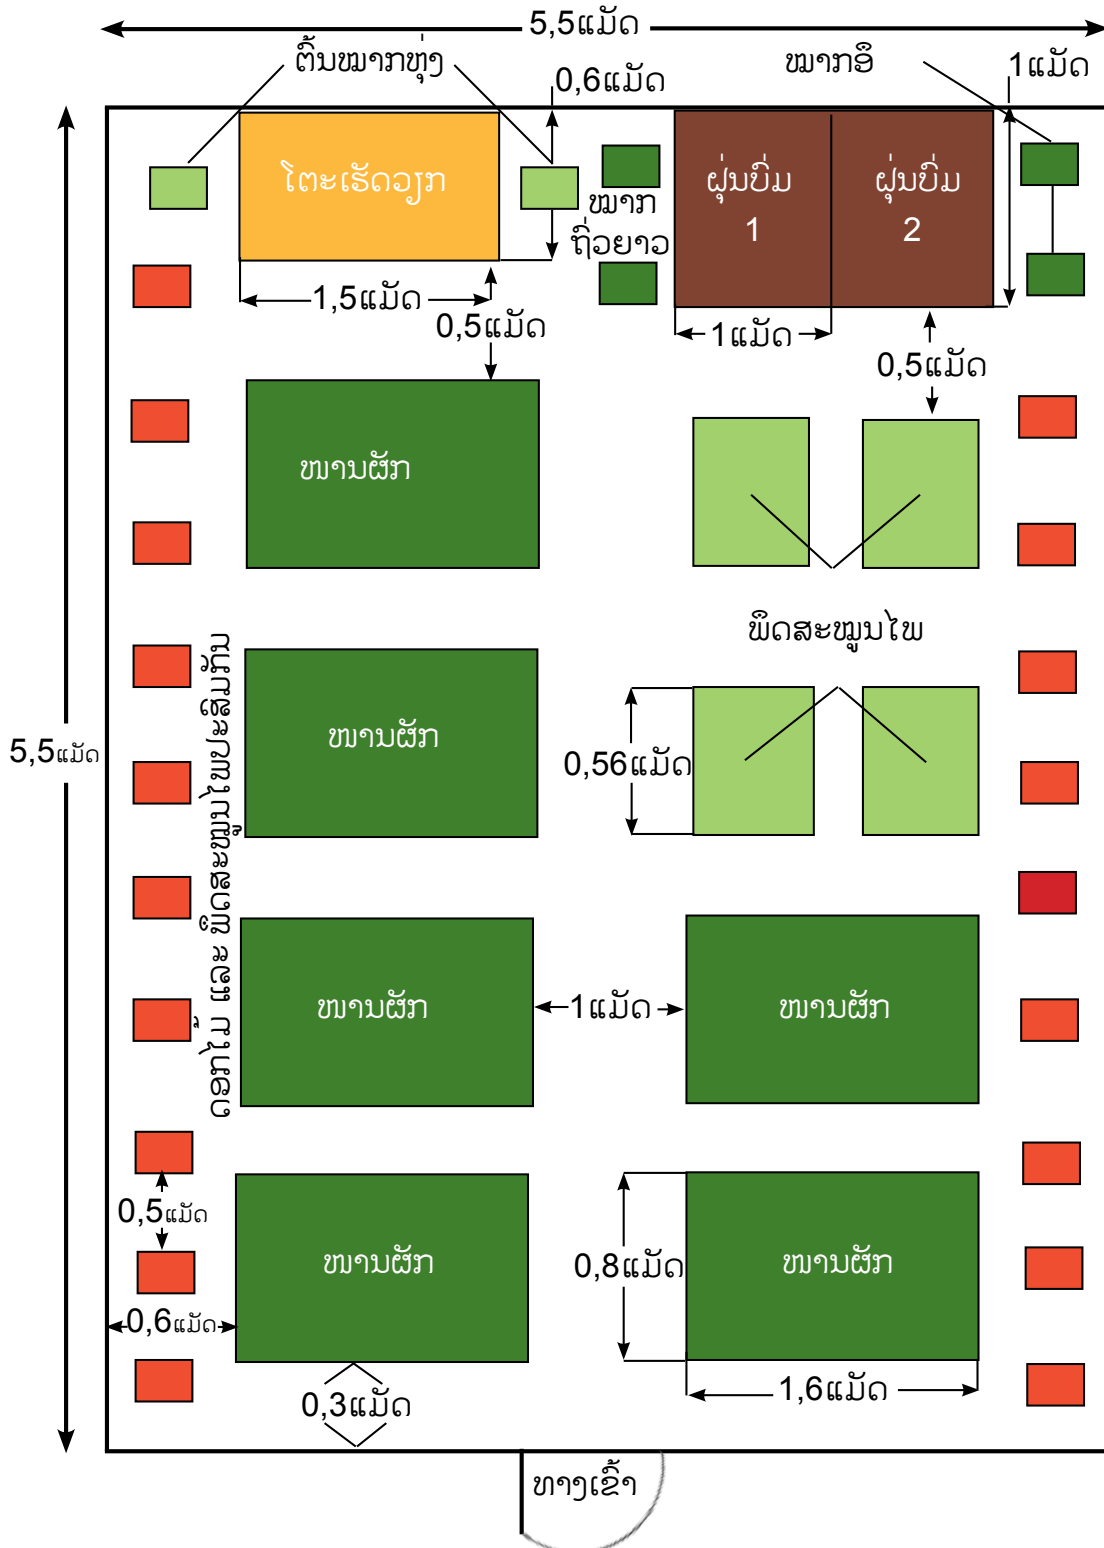 5,5ແມັດ
ຕົ້ນໝາກຫຸ່ງ
ໝາກອຶ
0,6ແມັດ
1ແມັດ
ໂຕະເຮັດວຽກ
ໝາກ
ຖົ່ວຍາວ
ຝຸ່ນບົ່ມ
1
ຝຸ່ນບົ່ມ
2
1,5ແມັດ
0,5ແມັດ
1ແມັດ
0,5ແມັດ
ໜານຜັກ
ພຶດສະໝູນໄພ
ໜານຜັກ
5,5ແມັດ
0,56ແມັດ
ດອກໄມ້ ແລະ ພຶດສະໝູນໄພປະສົມກັນ
ໜານຜັກ
1ແມັດ
ໜານຜັກ
0,5ແມັດ
ໜານຜັກ
0,8ແມັດ
ໜານຜັກ
0,6ແມັດ
0,3ແມັດ
1,6ແມັດ
ທາງເຂົ້າ